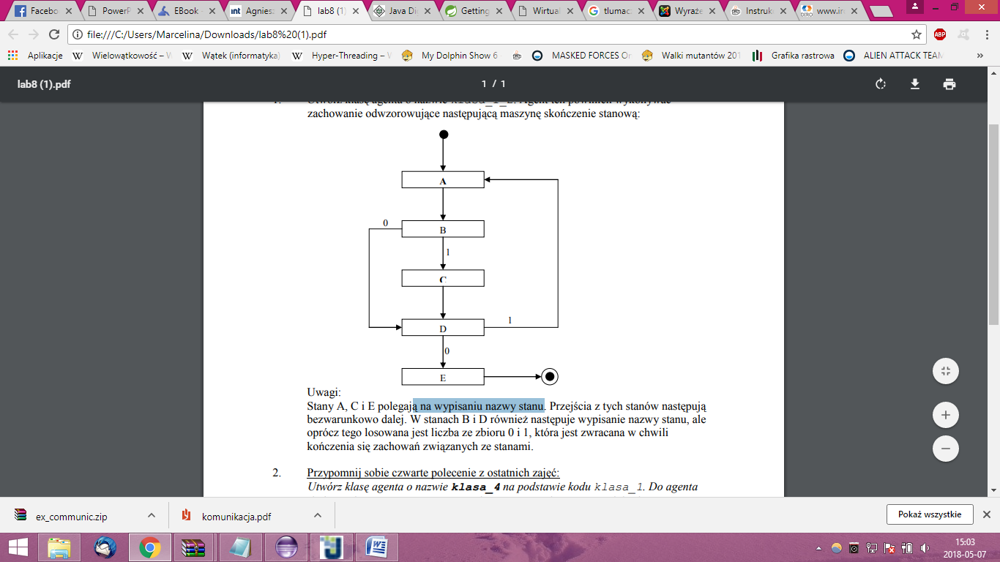 Facebo
PowerP
EBook
Agniesz
lab8 (1)
Java Di
Getting
Wirtual
tlumac
Wyraże
Instruk
www.ire
file:///C:/Users/Marcelina/Downloads/lab8%20(1).pdf
Aplikacje
Wielowątkowość –
Wątek (informatyka)
Hyper-Threading –
My Dolphin Show 6
MASKED FORCES On
Walki mutantów 201
Grafika rastrowa
ALIEN ATTACK TEAM
»
lab8 (1).pdf
1 / 1
zachowanie odwzorowujące następującą maszynę skończenie stanową:
A
0
B
1
C
D
1
0
E
Uwagi:
Stany A, C i E polegają na wypisaniu nazwy stanu. Przejścia z tych stanów następują
bezwarunkowo dalej. W stanach B i D również następuje wypisanie nazwy stanu, ale
oprócz tego losowana jest liczba ze zbioru 0 i 1, która jest zwracana w chwili
kończenia się zachowań związanych ze stanami.
2. Przypomnij sobie czwarte polecenie z ostatnich zajęć:
Utwórz klasę agenta o nazwie klasa_4 na podstawie kodu klasa_1. Do agenta
ex_communic.zip
komunikacja.pdf
Pokaż wszystkie
15:03
2018-05-07